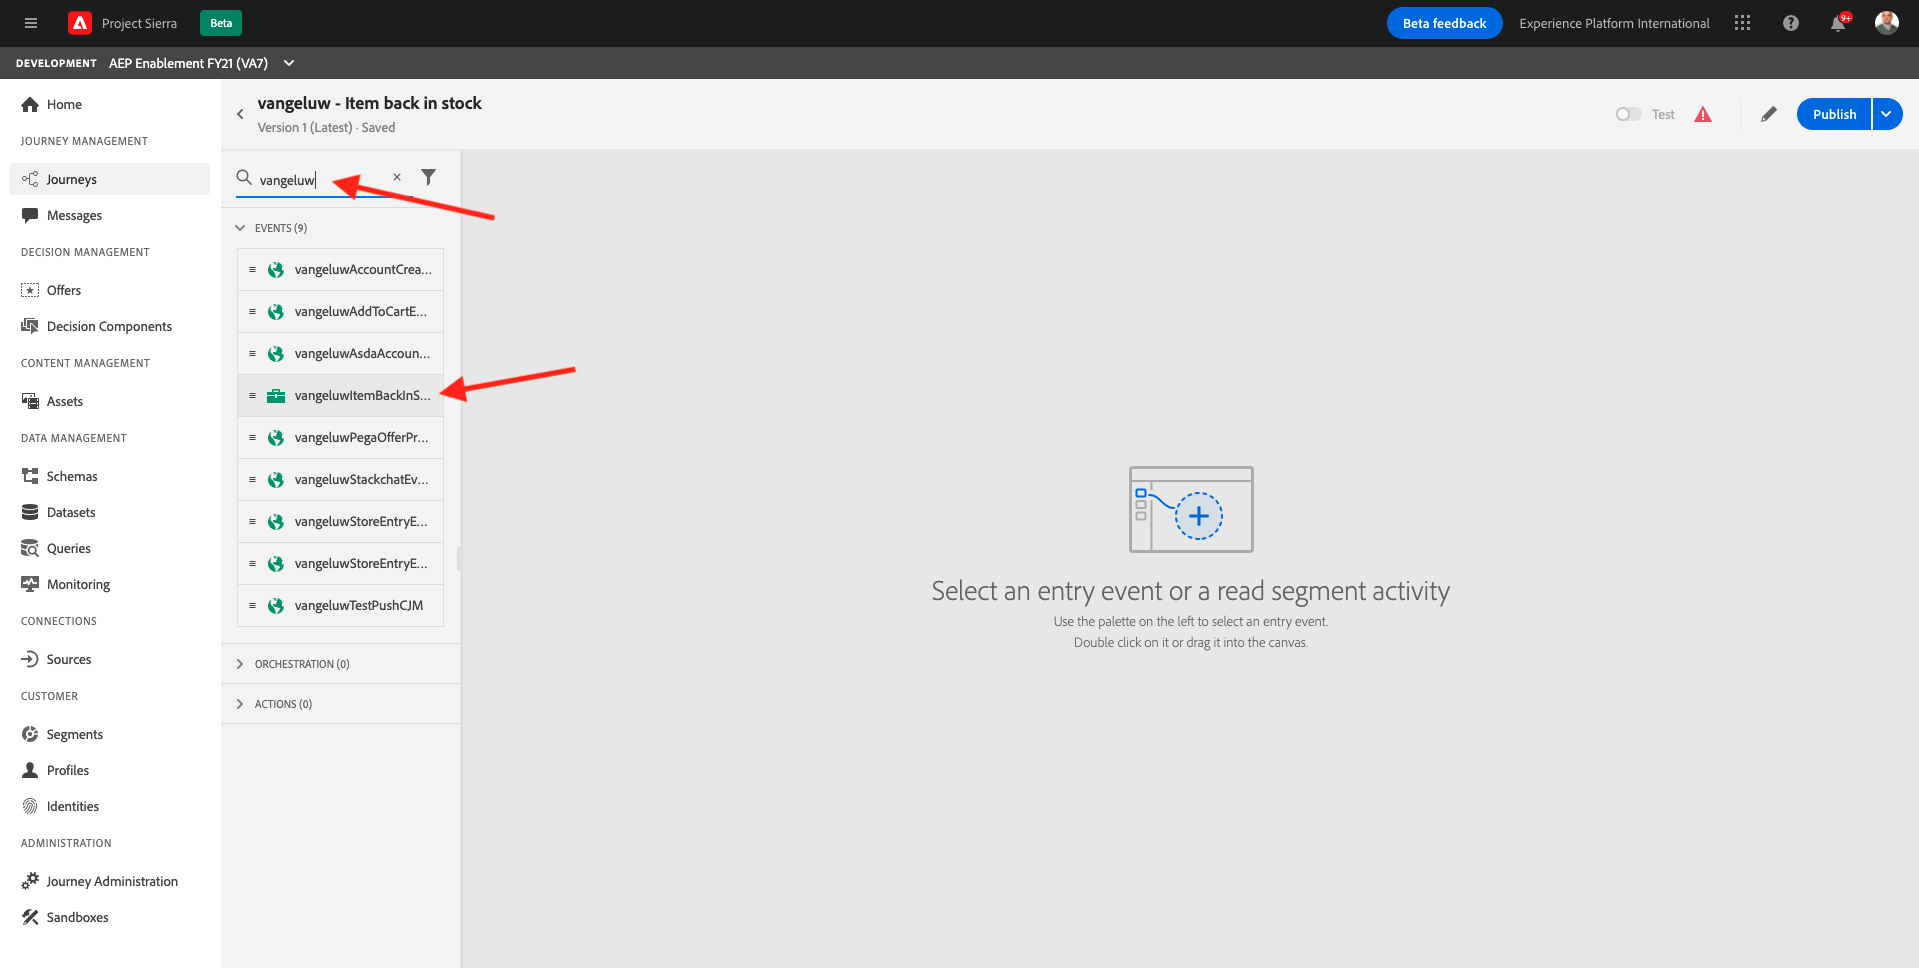 Project Sierra
Beta
Beta feedback
Experience Platform International
9+
DEVELOPMENT AEP Enablement FY21 (VA7)
Home
JOURNEY MANAGEMENT
Journeys
Messages
DECISION MANAGEMENT
Offers
Decision Components
CONTENT MANAGEMENT
Assets
DATA MANAGEMENT
Schemas
Datasets
Queries
Monitoring
CONNECTIONS
Sources
CUSTOMER
Segments
Profiles
Identities
ADMINISTRATION
Journey Administration
Sandboxes
vangeluw - Item back in stock
Version 1 (Latest) · Saved
Test
Publish
vangeluw
EVENTS (9)
vangeluwAccountCrea...
vangeluwAddToCartE...
vangeluwAsdaAccoun...
vangeluwItemBackInS...
vangeluwPegaOfferPr...
vangeluwStackchatEv...
vangeluwStoreEntryE...
vangeluwStoreEntryE...
vangeluwTestPushCJM
ORCHESTRATION (0)
ACTIONS (0)
Select an entry event or a read segment activity
Use the palette on the left to select an entry event.
Double click on it or drag it into the canvas.